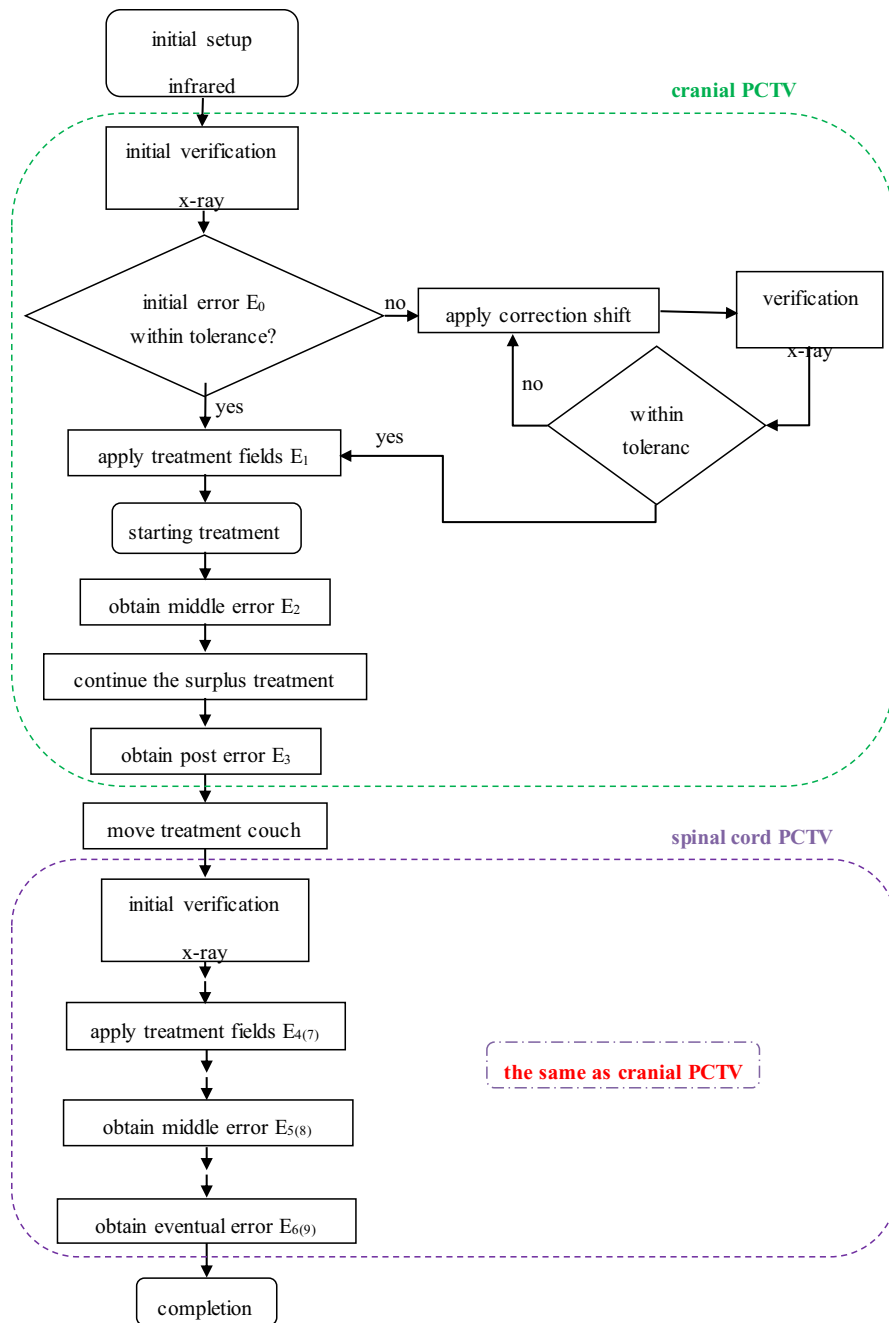 initial setup
infrared
cranial PCTV
initial verification
x-ray
initial error E₀
within tolerance?
no
apply correction shift
verification
x-ray
no
within
toleranc
yes
yes
apply treatment fields E₁
starting treatment
obtain middle error E₂
continue the surplus treatment
obtain post error E₃
move treatment couch
spinal cord PCTV
initial verification
x-ray
apply treatment fields E₄₍₇₎
the same as cranial PCTV
obtain middle error E₅₍₈₎
obtain eventual error E₆₍₉₎
completion